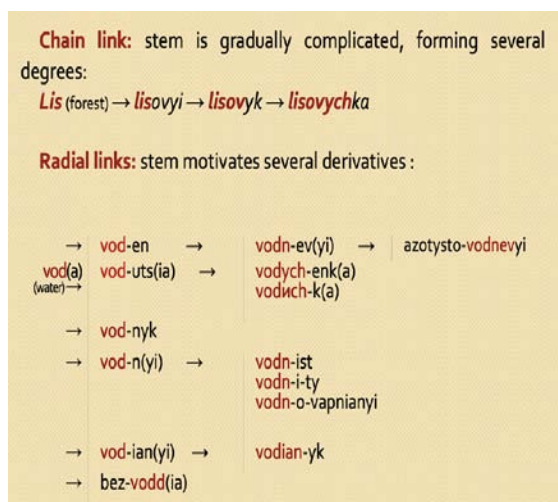 Chain link: stem is gradually complicated, forming several
degrees:
Lis (forest) → lisovyi → lisovyk → lisovychka
Radial links: stem motivates several derivatives :
→ vod-en → vodn-ev(yi) → azotysto-vodnevyi
vod(a) → vod-uts(ia) → vodych-enk(a)
(water) vodиch-k(a)
→ vod-nyk
→ vod-n(yi) → vodn-ist
vodn-i-ty
vodn-o-vapnianyi
→ vod-ian(yi) → vodian-yk
→ bez-vodd(ia)